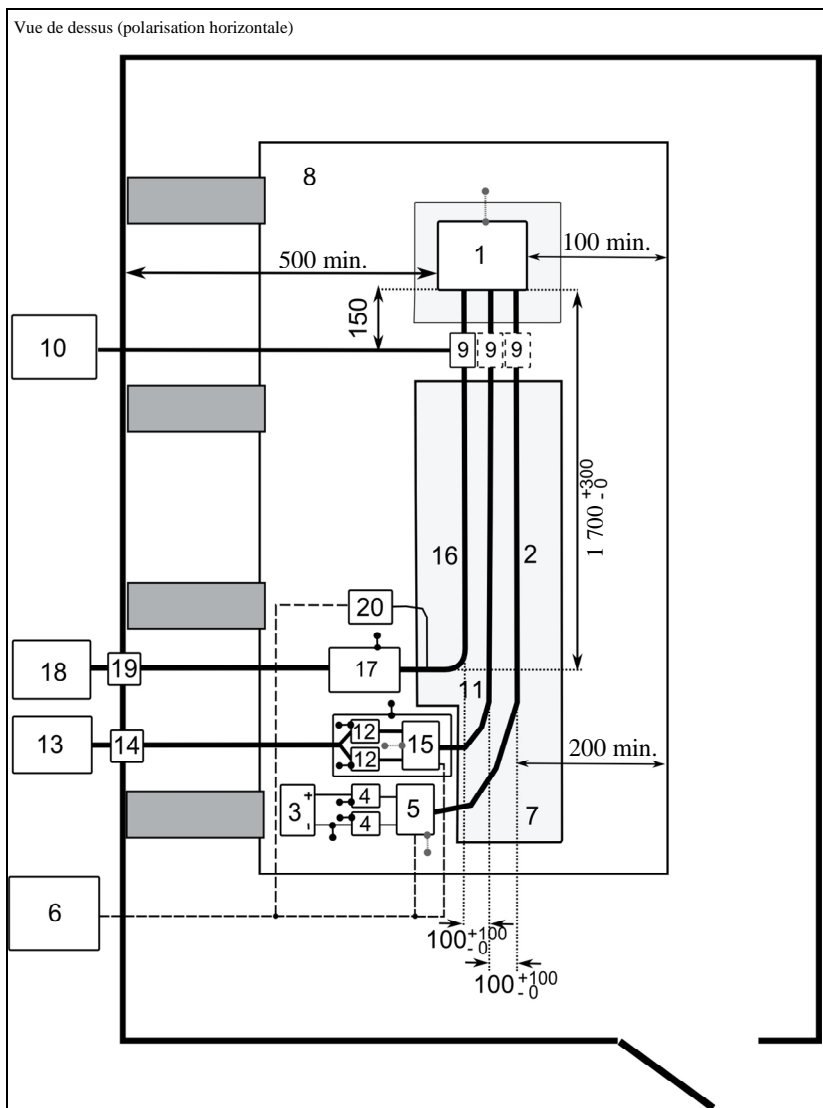 Vue de dessus (polarisation horizontale)
8
1
100 min.
500 min.
150
10
9 9 9
1 700 +300 - 0
16 2
20
18 19 17
11
13 14 12 15
12
200 min.
3 + - 4 5
4
7
6
100 +100 - 0
100 +100 - 0